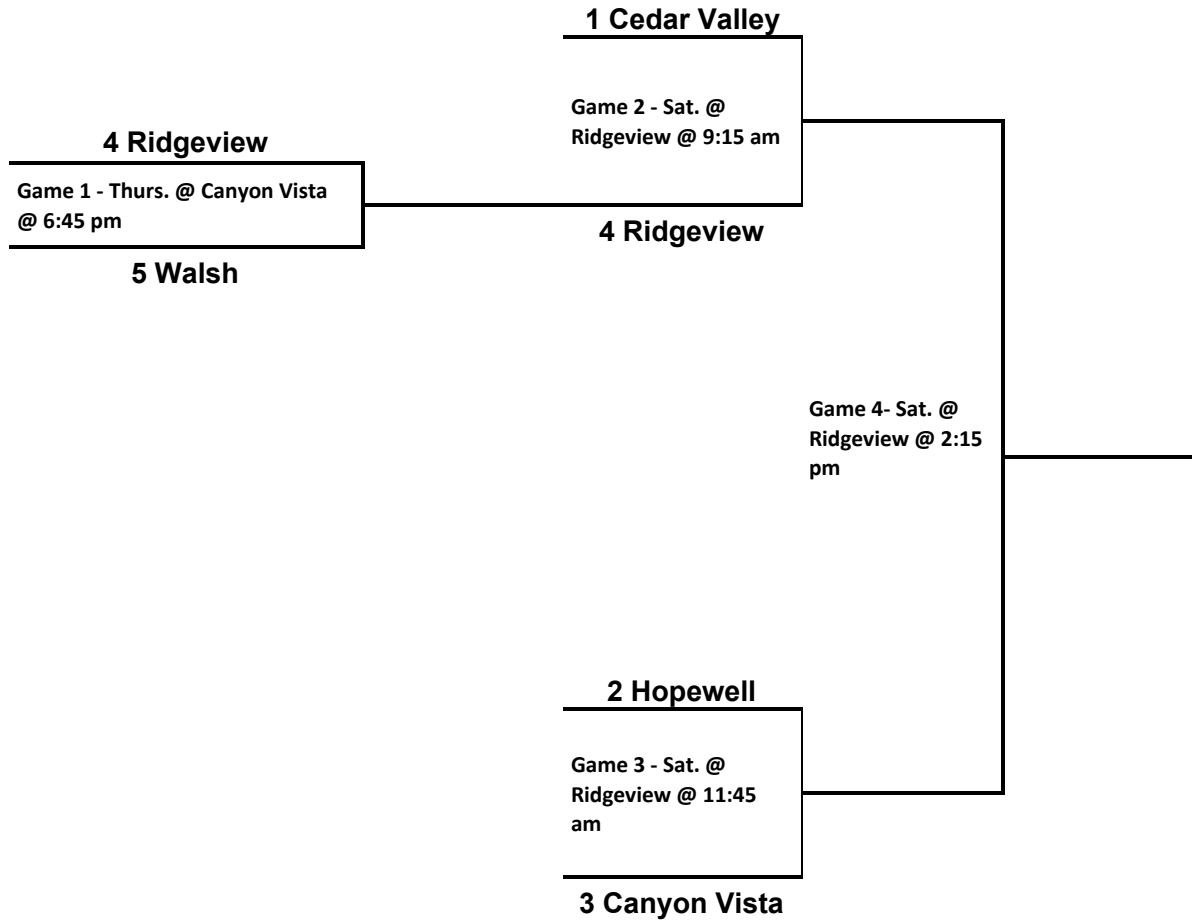 1 Cedar Valley
Game 2 - Sat. @
Ridgeview @ 9:15 am
4 Ridgeview
Game 1 - Thurs. @ Canyon Vista
@ 6:45 pm
4 Ridgeview
5 Walsh
Game 4- Sat. @
Ridgeview @ 2:15
pm
2 Hopewell
Game 3 - Sat. @
Ridgeview @ 11:45
am
3 Canyon Vista